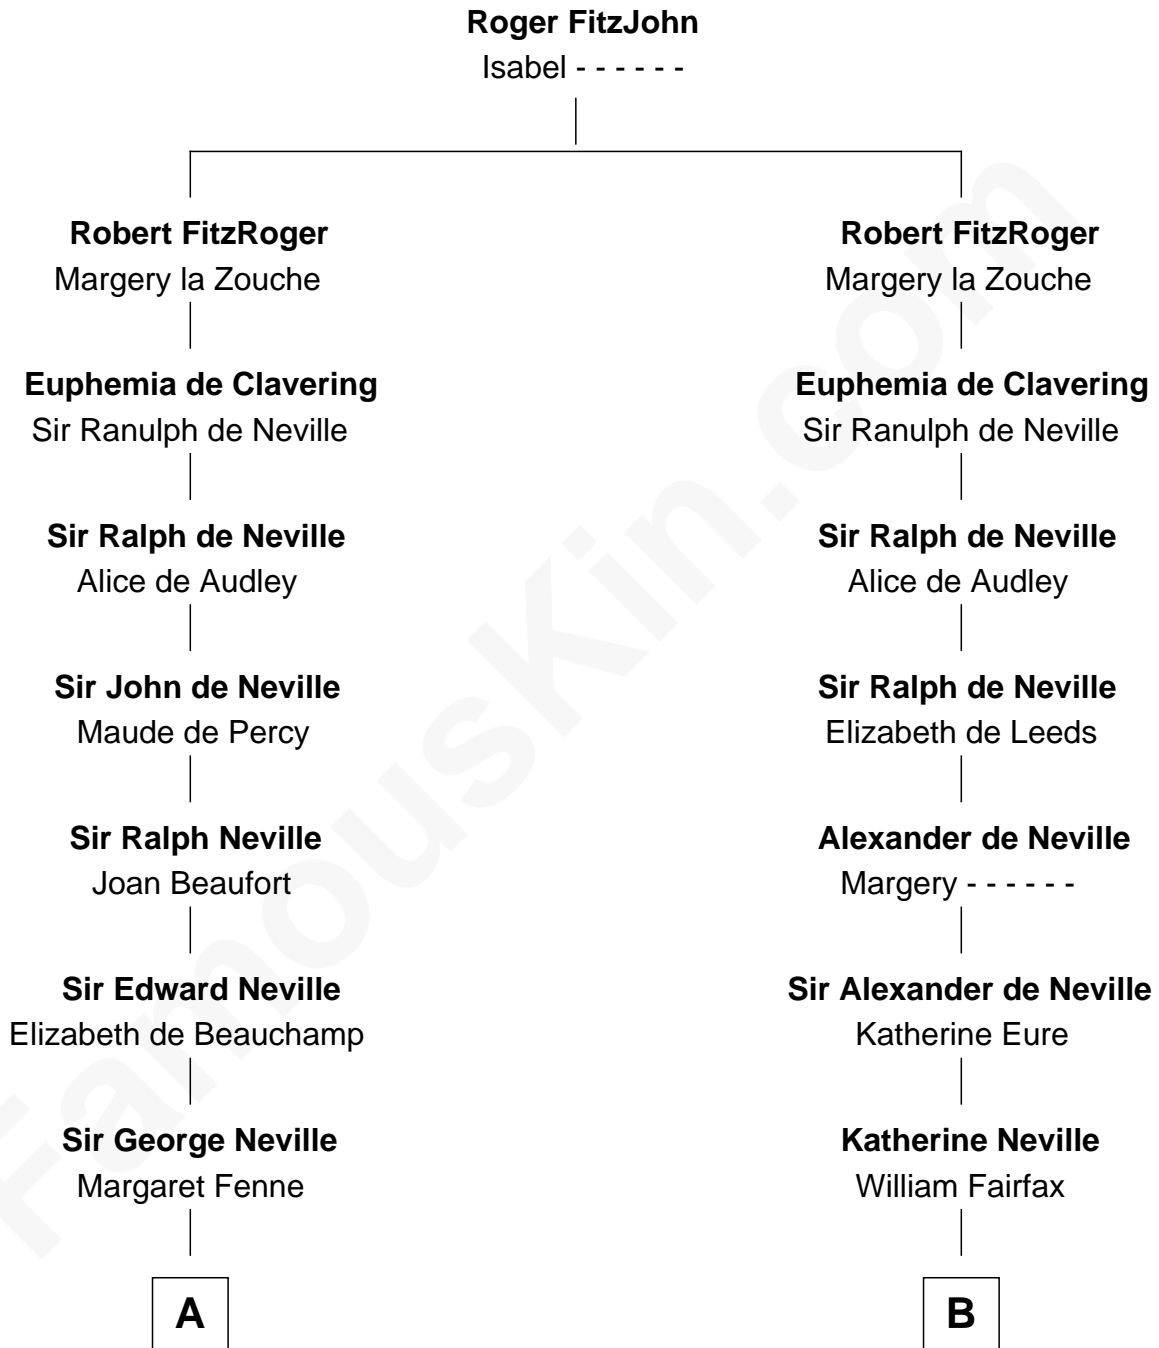 Roger FitzJohn
Isabel - - - - - -
Robert FitzRoger
Margery la Zouche
Euphemia de Clavering
Sir Ranulph de Neville
Sir Ralph de Neville
Alice de Audley
Sir John de Neville
Maude de Percy
Sir Ralph Neville
Joan Beaufort
Sir Edward Neville
Elizabeth de Beauchamp
Sir George Neville
Margaret Fenne
A
Robert FitzRoger
Margery la Zouche
Euphemia de Clavering
Sir Ranulph de Neville
Sir Ralph de Neville
Alice de Audley
Sir Ralph de Neville
Elizabeth de Leeds
Alexander de Neville
Margery - - - - - -
Sir Alexander de Neville
Katherine Eure
Katherine Neville
William Fairfax
B
FamousKin.com